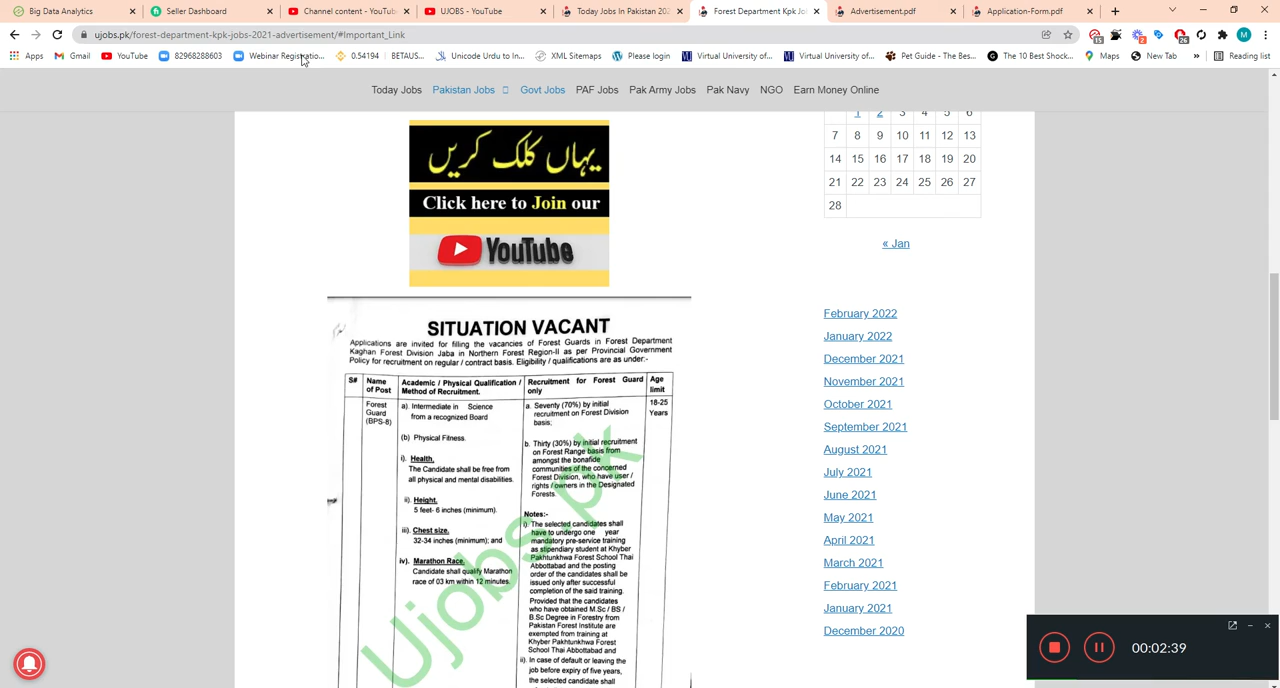 Big Data Analytics
Seller Dashboard
Channel content - YouTu
UJOBS - YouTube
Today Jobs In Pakistan 202
Forest Department Kpk Jo
Advertisement.pdf
Application-Form.pdf
ujobs.pk/forest-department-kpk-jobs-2021-advertisement/#Important_Link
15
2
26
M
Apps
Gmail
YouTube
82968288603
Webinar Registratio...
0.54194 | BETAUS...
Unicode Urdu to In...
XML Sitemaps
Please login
Virtual University of...
Virtual University of...
Pet Guide - The Bes...
The 10 Best Shock...
Maps
New Tab
Reading list
Today Jobs
Pakistan Jobs
Govt Jobs
PAF Jobs
Pak Army Jobs
Pak Navy
NGO
Earn Money Online
یہاں کلک کریں
Click here to Join our
YouTube
SITUATION VACANT
Applications are invited for filling the vacancies of Forest Guards in Forest Department
Kaghan Forest Division Jaba in Northern Forest Region-II as per Provincial Government
Policy for recruitment on regular / contract basis. Eligibility / qualifications are as under:-
S#
Name
of Post
Academic / Physical Qualification /
Method of Recruitment.
Recruitment for Forest Guard
only
Age
limit
Forest
Guard
(BPS-8)
a). Intermediate in Science
from a recognized Board
(b) Physical Fitness.
i). Health.
The Candidate shall be free from
all physical and mental disabilities.
ii). Height.
5 feet- 6 inches (minimum).
iii). Chest size.
32-34 inches (minimum); and
iv). Marathon Race.
Candidate shall qualify Marathon
race of 03 km within 12 minutes.
a. Seventy (70%) by initial
recruitment on Forest Division
basis;
b. Thirty (30%) by initial recruitment
on Forest Range basis from
amongst the bonafide
communities of the concerned
Forest Division, who have user /
rights / owners in the Designated
Forests.
Notes:-
i) The selected candidates shall
have to undergo one year
mandatory pre-service training
as stipendiary student at Khyber
Pakhtunkhwa Forest School Thai
Abbottabad and the posting
order of the candidates shall be
issued only after successful
completion of the said training.
Provided that the candidates
who have obtained M.Sc / BS /
B.Sc Degree in Forestry from
Pakistan Forest Institute are
exempted from training at
Khyber Pakhtunkhwa Forest
School Thai Abbottabad and
ii). In case of default or leaving the
job before expiry of five years,
the selected candidate shall
18-25
Years
Ujobs.pk
1 2 3 4 5 6
7 8 9 10 11 12 13
14 15 16 17 18 19 20
21 22 23 24 25 26 27
28
« Jan
February 2022
January 2022
December 2021
November 2021
October 2021
September 2021
August 2021
July 2021
June 2021
May 2021
April 2021
March 2021
February 2021
January 2021
December 2020
00:02:39